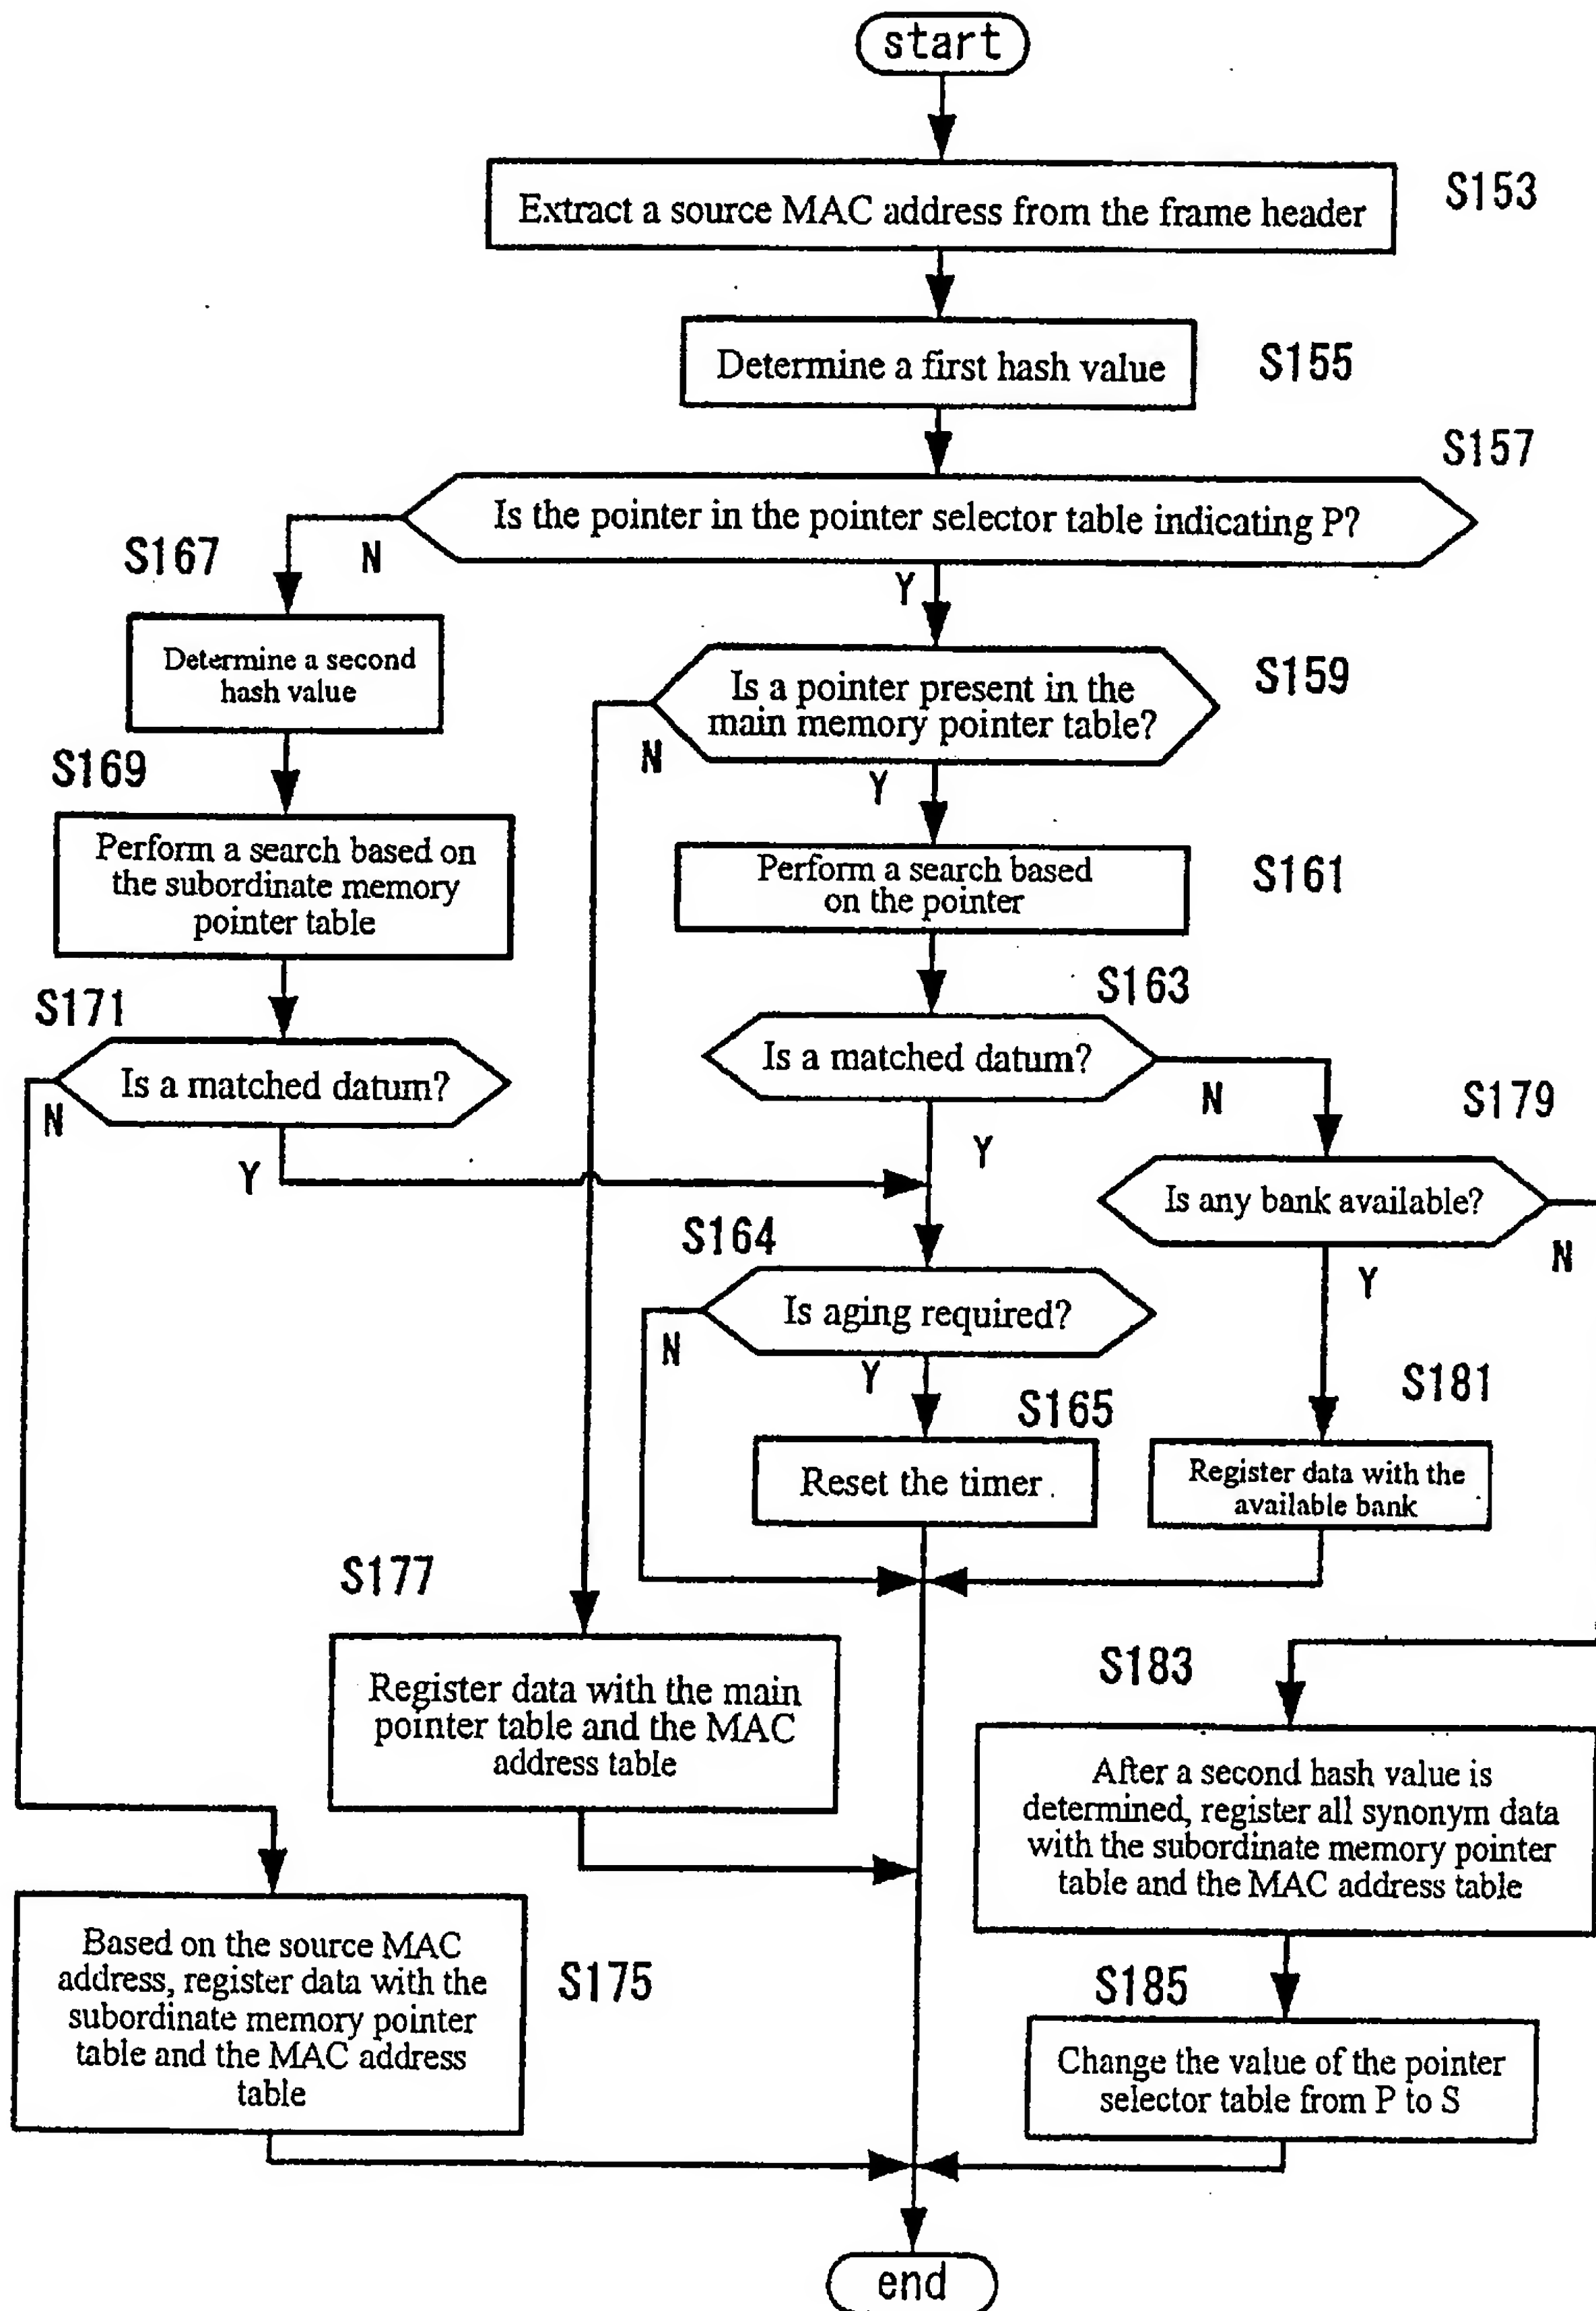 start
Extract a source MAC address from the frame header
S153
Determine a first hash value
S155
S157
Is the pointer in the pointer selector table indicating P?
S167
N
Y
Determine a second
hash value
Is a pointer present in the
main memory pointer table?
S159
N
Y
S169
Perform a search based on
the subordinate memory
pointer table
Perform a search based
on the pointer
S161
S171
Is a matched datum?
N
Y
S163
Is a matched datum?
N
Y
S179
Is any bank available?
N
Y
S164
Is aging required?
N
Y
S165
Reset the timer
S181
Register data with the
available bank
S177
Register data with the main
pointer table and the MAC
address table
S183
After a second hash value is
determined, register all synonym data
with the subordinate memory pointer
table and the MAC address table
Based on the source MAC
address, register data with the
subordinate memory pointer
table and the MAC address
table
S175
S185
Change the value of the pointer
selector table from P to S
end